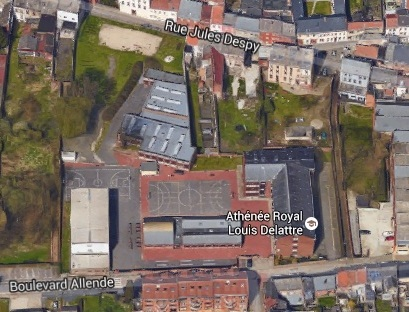 Rue Jules Despy
Athénée Royal
Louis Delattre
Boulevard Allende